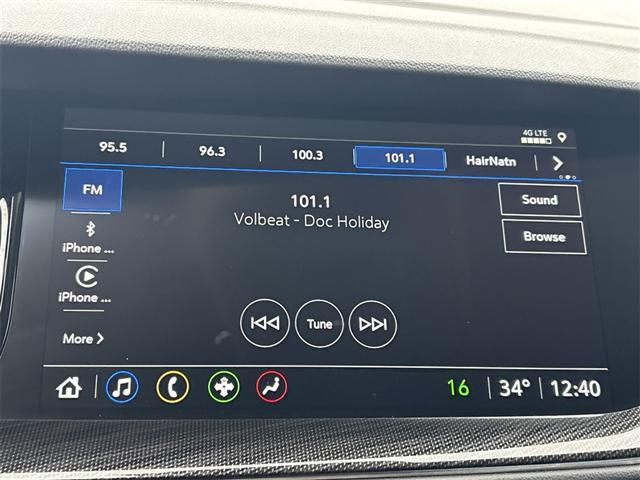 4G LTE
95.5 96.3 100.3 101.1 HairNatn
FM
101.1
Volbeat - Doc Holiday
Sound
Browse
iPhone ...
iPhone ...
Tune
More
16 34° 12:40